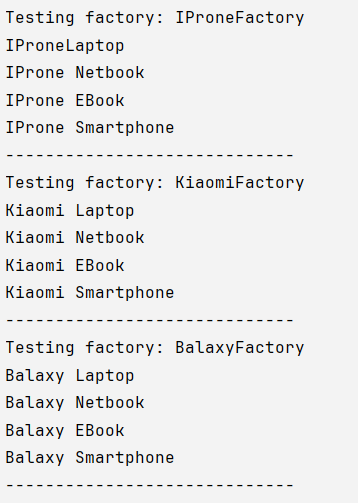 Testing factory: IProneFactory
IProneLaptop
IProne Netbook
IProne EBook
IProne Smartphone
-----------------------------
Testing factory: KiaomiFactory
Kiaomi Laptop
Kiaomi Netbook
Kiaomi EBook
Kiaomi Smartphone
-----------------------------
Testing factory: BalaxyFactory
Balaxy Laptop
Balaxy Netbook
Balaxy EBook
Balaxy Smartphone
-----------------------------